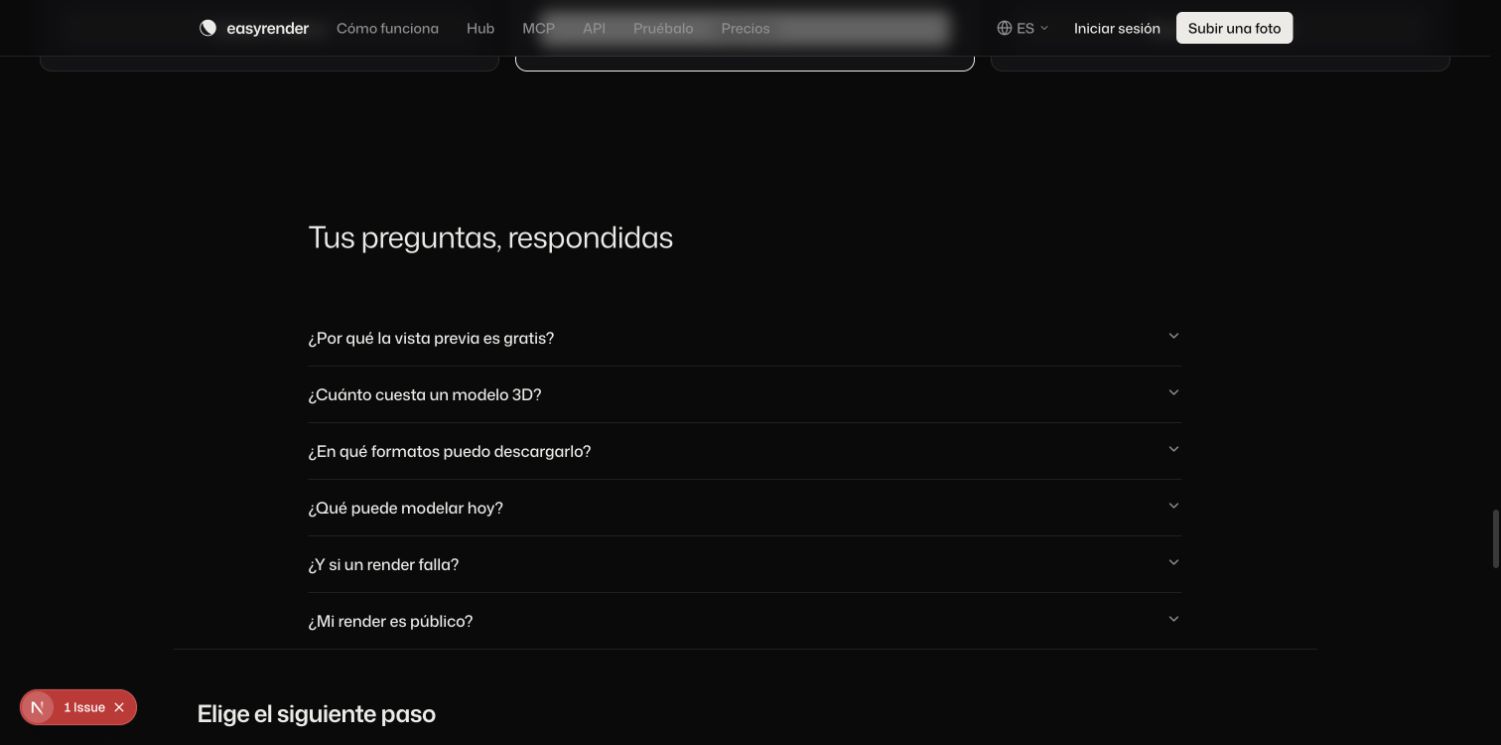 easyrender Cómo funciona Hub MCP API Pruébalo Precios ES Iniciar sesión Subir una foto
Tus preguntas, respondidas
¿Por qué la vista previa es gratis?
¿Cuánto cuesta un modelo 3D?
¿En qué formatos puedo descargarlo?
¿Qué puede modelar hoy?
¿Y si un render falla?
¿Mi render es público?
N 1 Issue
Elige el siguiente paso